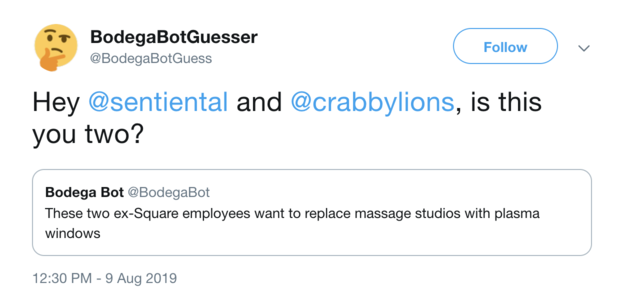 BodegaBotGuesser
@BodegaBotGuess
Follow
Hey @sentiental and @crabbylions, is this
you two?
Bodega Bot @BodegaBot
These two ex-Square employees want to replace massage studios with plasma
windows
12:30 PM - 9 Aug 2019